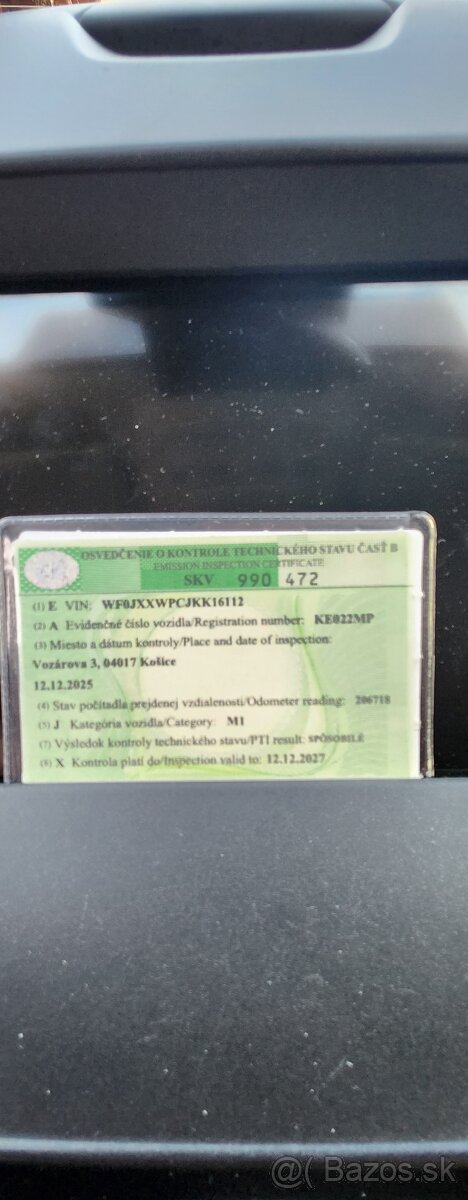 OSVEDČENIE O KONTROLE TECHNICKÉHO STAVU ČASŤ B
EMISSION INSPECTION CERTIFICATE
SKV 990 472
(1) E VIN: WF0JXXWPCJKK16112
(2) A Evidenčné číslo vozidla/Registration number: KE022MP
(3) Miesto a dátum kontroly/Place and date of inspection:
Vozárova 3, 04017 Košice
12.12.2025
(4) Stav počítadla prejdenej vzdialenosti/Odometer reading: 206718
(5) J Kategória vozidla/Category: M1
(7) Výsledok kontroly technického stavu/PTI result: SPÔSOBILÉ
(8) X Kontrola platí do/Inspection valid to: 12.12.2027
@( Bazos.sk